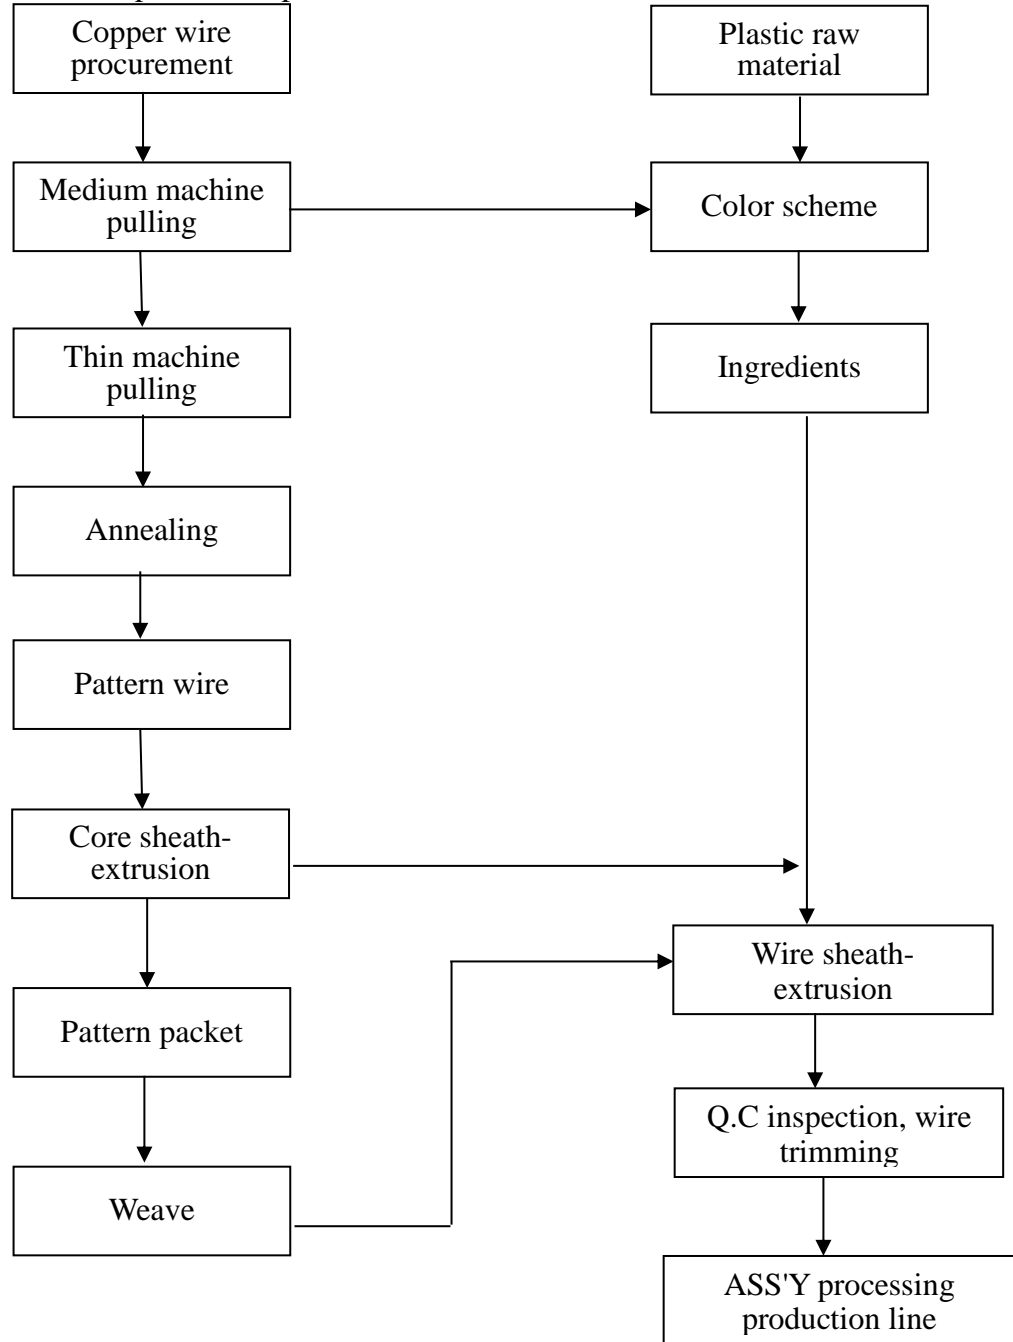 Copper wire
procurement
Medium machine
pulling
Thin machine
pulling
Annealing
Pattern wire
Core sheath-
extrusion
Pattern packet
Weave
Plastic raw
material
Color scheme
Ingredients
Wire sheath-
extrusion
Q.C inspection, wire
trimming
ASS'Y processing
production line